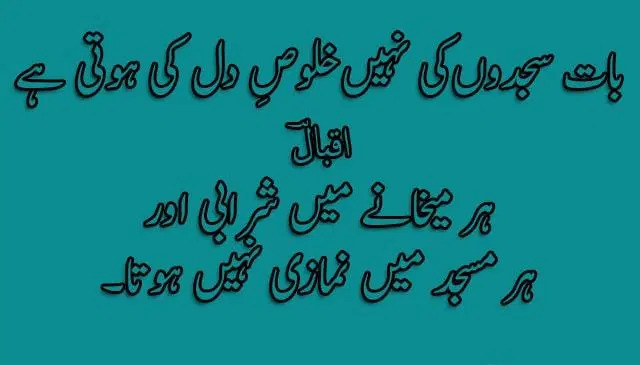 بات سجدوں کی نہیں خلوصِ دل کی ہوتی ہے
اقبالؔ
ہر میخانے میں شرابی اور
ہر مسجد میں نمازی نہیں ہوتا۔